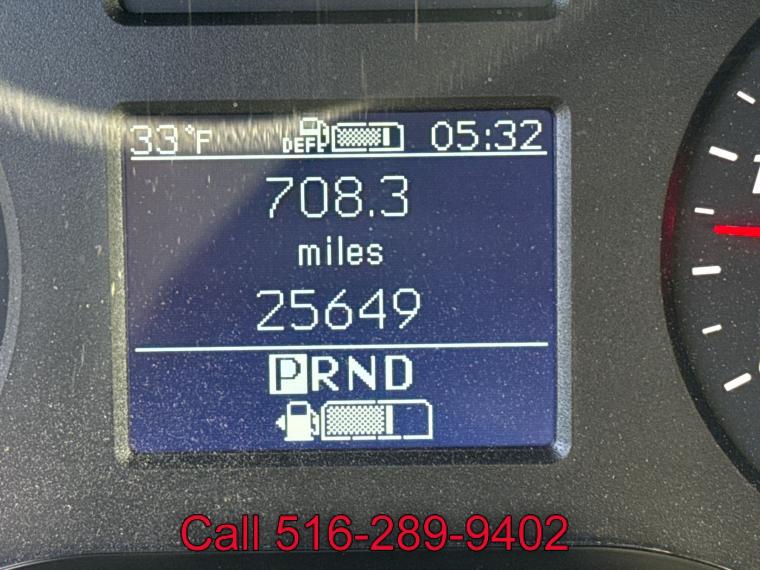 33°F DEF 05:32
708.3
miles
25649
PRND
Call 516-289-9402